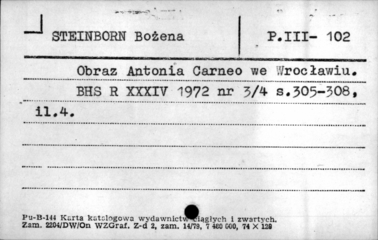 STEINBORN Bożena P.III- 102
Obraz Antonia Carneo we Wrocławiu.
BHS R XXXIV 1972 nr 3/4 s.305-308,
il.4.
Pu-B-144 Karta katalogowa wydawnictw ciągłych i zwartych.
Zam. 2204/DW/On WZGraf. Z-d 2, zam. 14/78, 7 460 000, 74 X 128